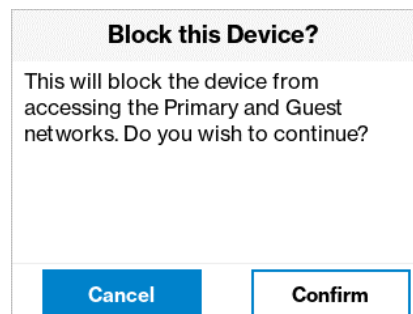 Block this Device?
This will block the device from
accessing the Primary and Guest
networks. Do you wish to continue?
Cancel
Confirm